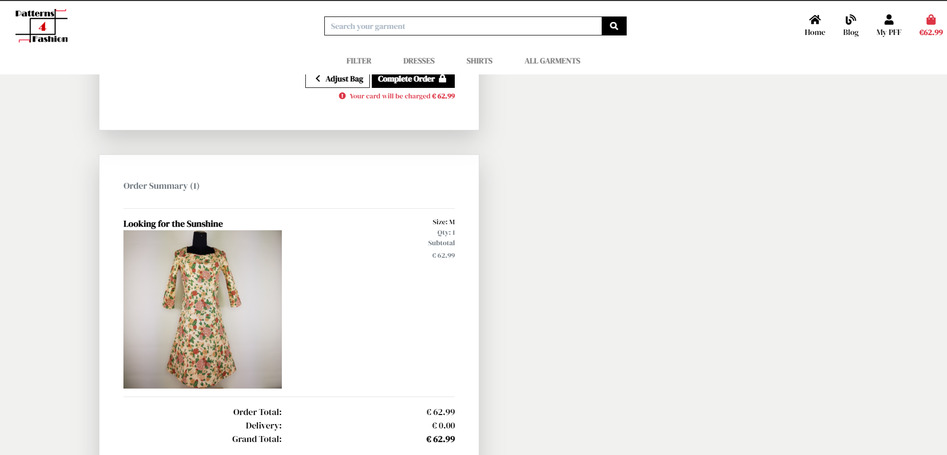 Patterns
4
Fashion
Search your garment
Home
Blog
My PFF
€62.99
FILTER
DRESSES
SHIRTS
ALL GARMENTS
Adjust Bag
Complete Order
Your card will be charged €62.99
Order Summary (1)
Looking for the Sunshine
Size: M
Qty: 1
Subtotal
€ 62.99
Order Total: € 62.99
Delivery: € 0.00
Grand Total: € 62.99